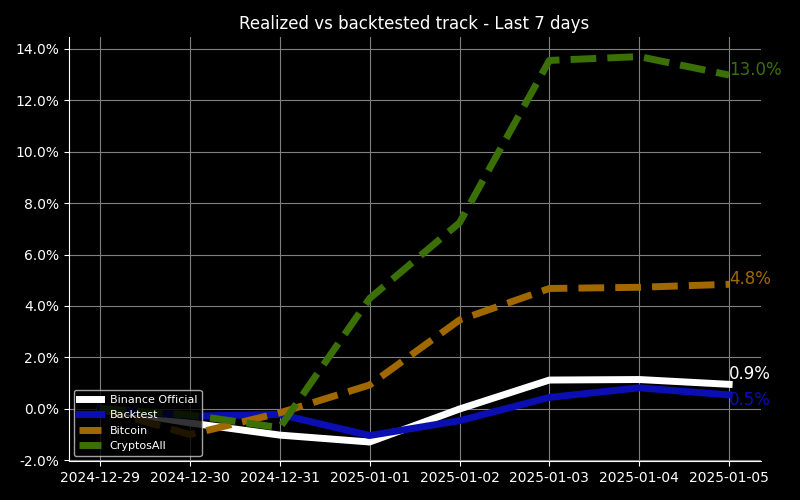 Realized vs backtested track - Last 7 days
14.0%
12.0%
10.0%
8.0%
6.0%
4.0%
2.0%
0.0%
-2.0%
13.0%
4.8%
0.9%
0.5%
Binance Official
Backtest
Bitcoin
CryptosAll
2024-12-29 2024-12-30 2024-12-31 2025-01-01 2025-01-02 2025-01-03 2025-01-04 2025-01-05